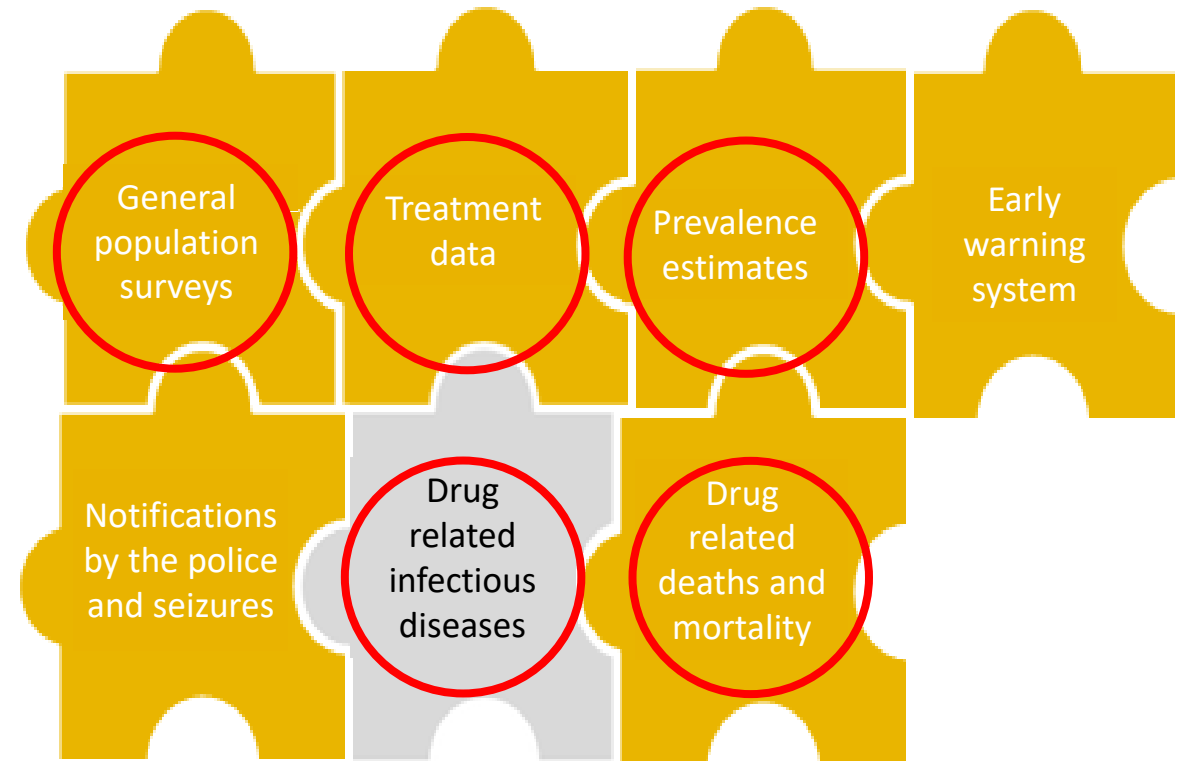 General
population
surveys
Treatment
data
Prevalence
estimates
Early
warning
system
Notifications
by the police
and seizures
Drug
related
infectious
diseases
Drug
related
deaths and
mortality